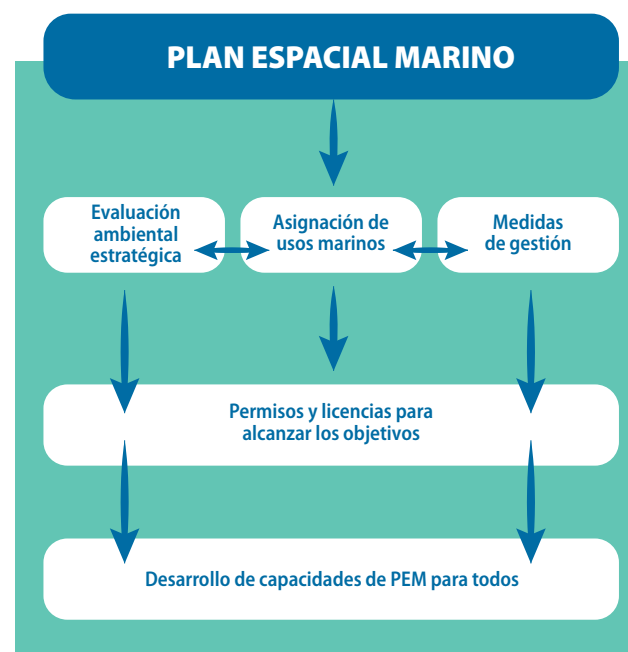 PLAN ESPACIAL MARINO
Evaluación
ambiental
estratégica
Asignación de
usos marinos
Medidas
de gestión
Permisos y licencias para
alcanzar los objetivos
Desarrollo de capacidades de PEM para todos